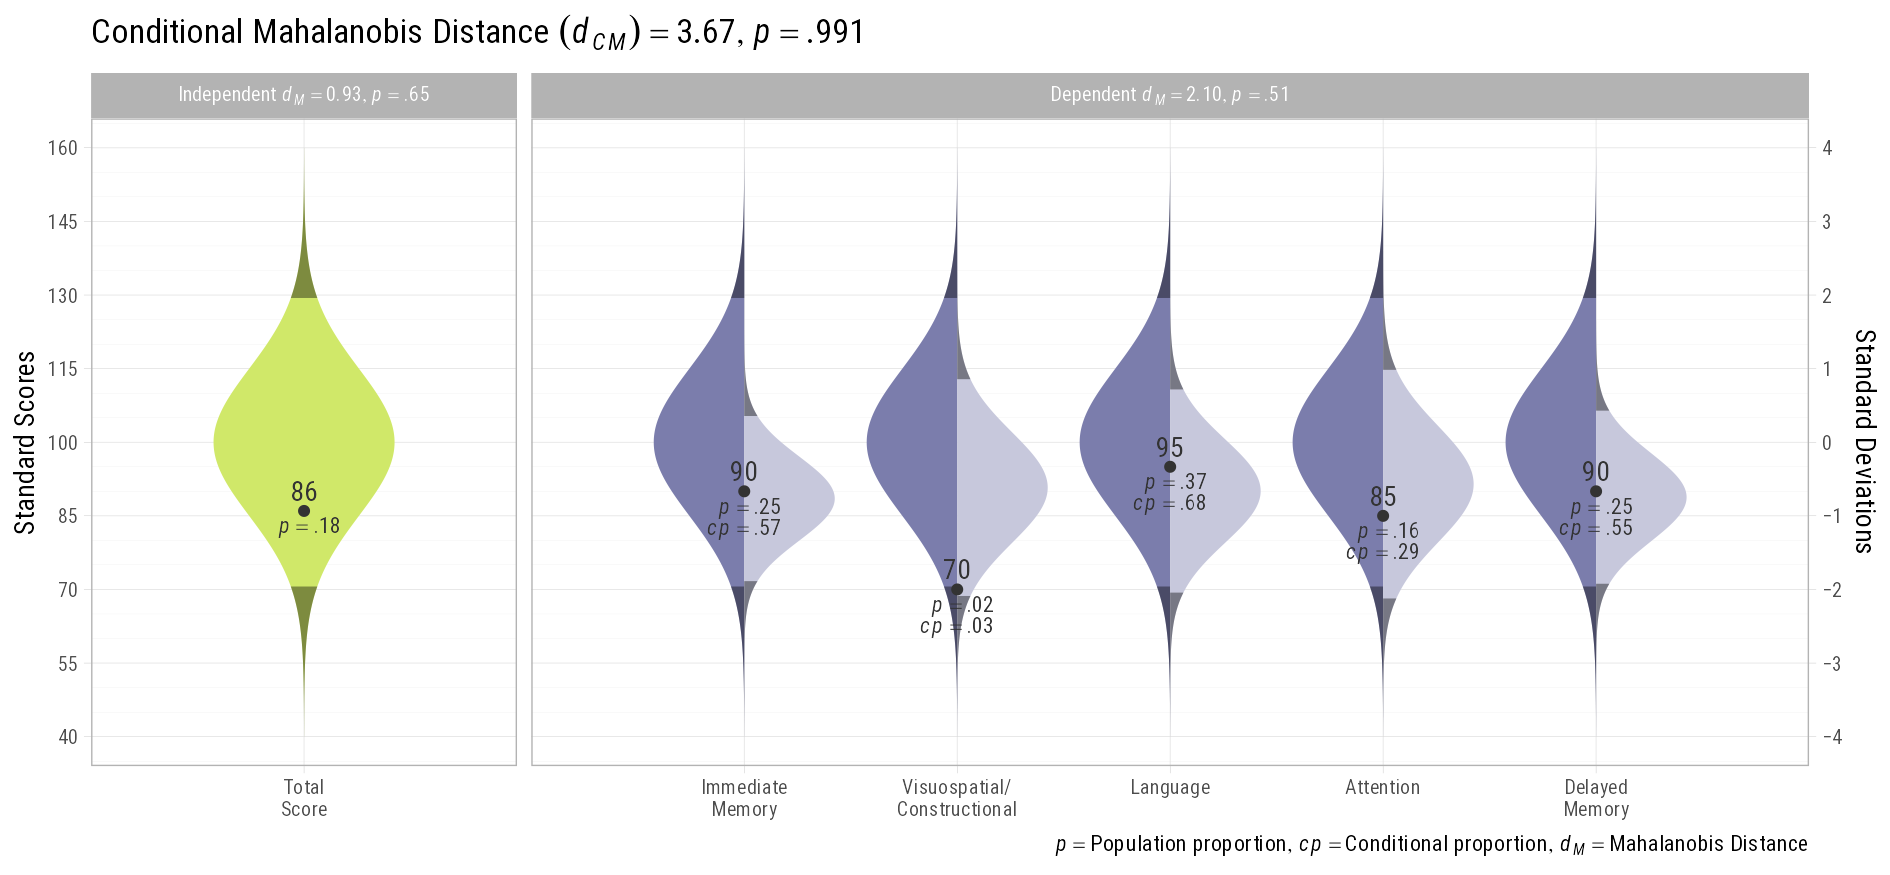 Conditional Mahalanobis Distance (d_CM) = 3.67, p = .991
Independent d_M = 0.93, p = .65
Dependent d_M = 2.10, p = .51
Standard Scores
160
145
130
115
100
85
70
55
40
86
p = .18
90
p = .25
cp = .57
70
p = .02
cp = .03
95
p = .37
cp = .68
85
p = .16
cp = .29
90
p = .25
cp = .55
4
3
2
1
0
−1
−2
−3
−4
Standard Deviations
Total
Score
Immediate
Memory
Visuospatial/
Constructional
Language
Attention
Delayed
Memory
p = Population proportion, cp = Conditional proportion, d_M = Mahalanobis Distance